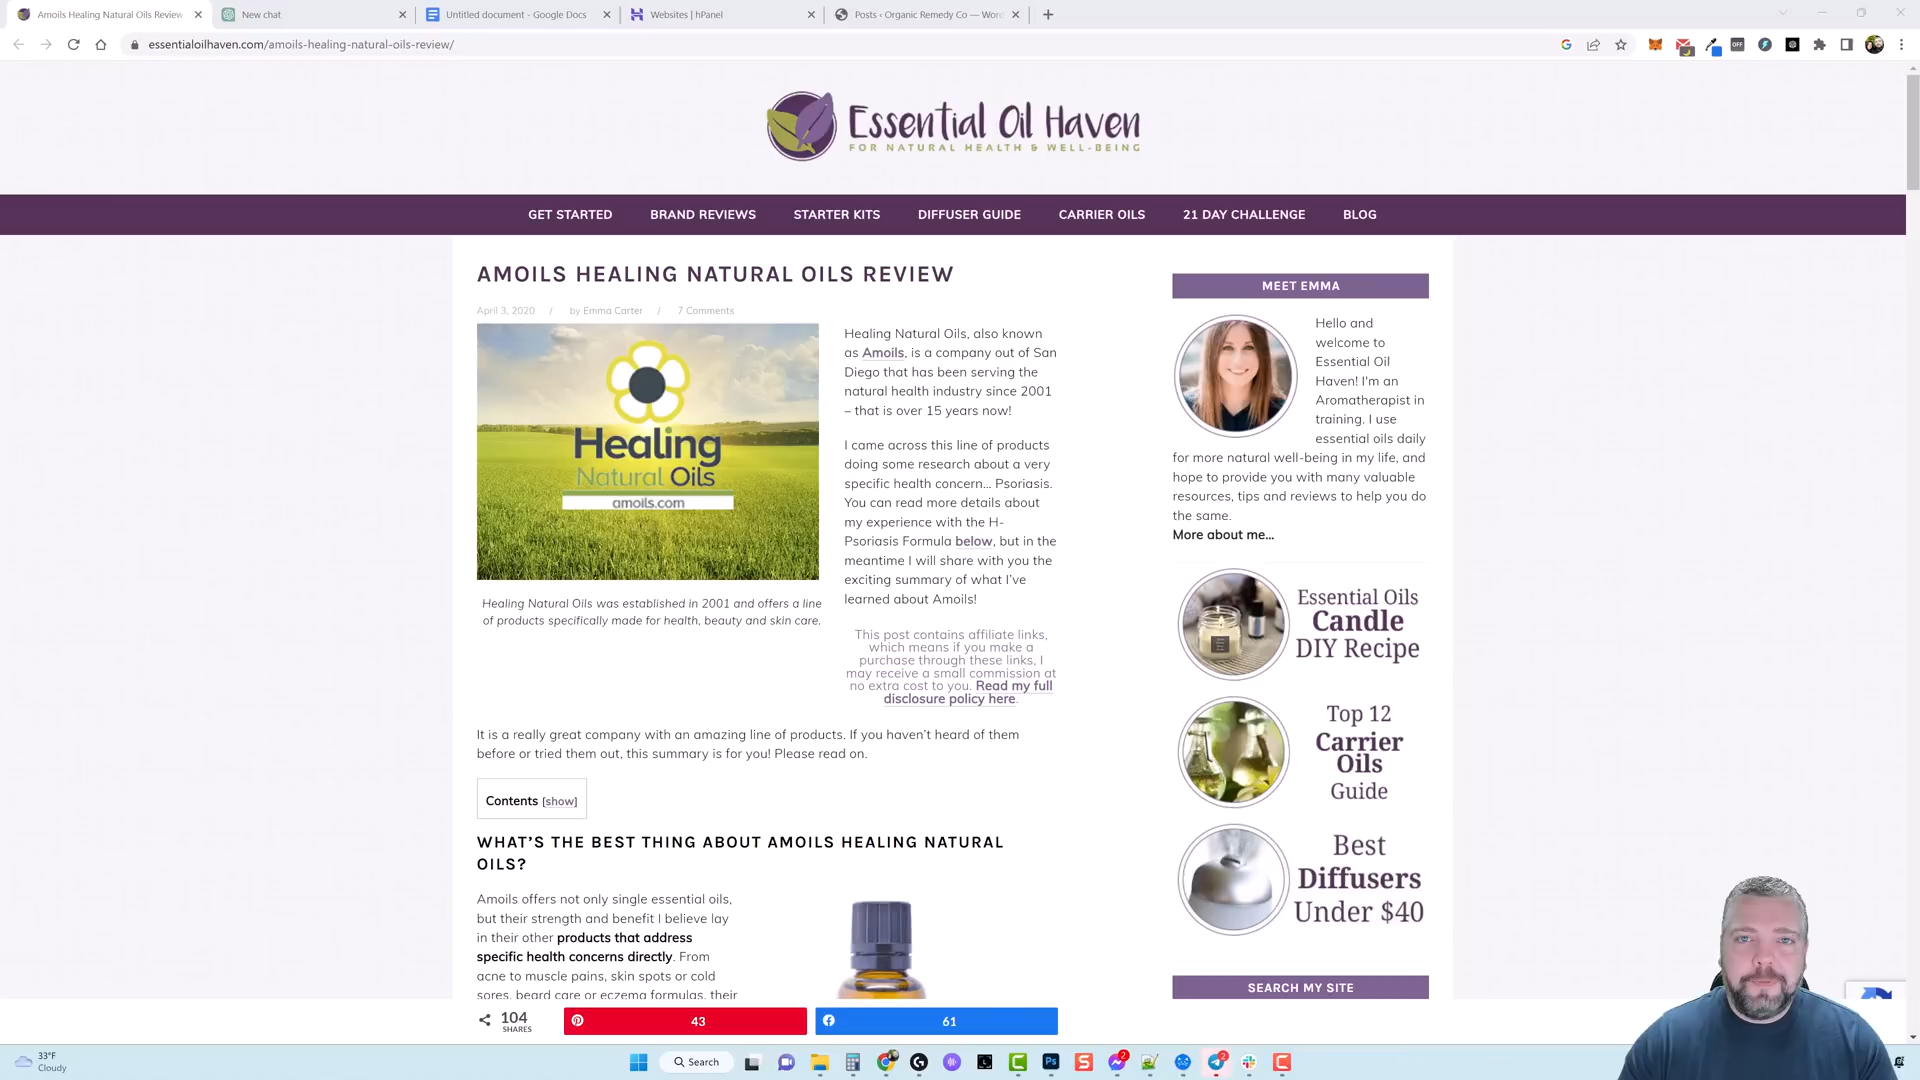 Amoils Healing Natural Oils Review
New chat
Untitled document - Google Docs
Websites | hPanel
Posts ‹ Organic Remedy Co — Wor
essentialoilhaven.com/amoils-healing-natural-oils-review/
Essential Oil Haven
FOR NATURAL HEALTH & WELL-BEING
GET STARTED
BRAND REVIEWS
STARTER KITS
DIFFUSER GUIDE
CARRIER OILS
21 DAY CHALLENGE
BLOG
AMOILS HEALING NATURAL OILS REVIEW
April 3, 2020 / by Emma Carter / 7 Comments
Healing
Natural Oils
amoils.com
Healing Natural Oils was established in 2001 and offers a line
of products specifically made for health, beauty and skin care.
Healing Natural Oils, also known
as Amoils, is a company out of San
Diego that has been serving the
natural health industry since 2001
– that is over 15 years now!
I came across this line of products
doing some research about a very
specific health concern... Psoriasis.
You can read more details about
my experience with the H-
Psoriasis Formula below, but in the
meantime I will share with you the
exciting summary of what I've
learned about Amoils!
This post contains affiliate links,
which means if you make a
purchase through these links, I
may receive a small commission at
no extra cost to you. Read my full
disclosure policy here.
It is a really great company with an amazing line of products. If you haven't heard of them
before or tried them out, this summary is for you! Please read on.
Contents [show]
WHAT'S THE BEST THING ABOUT AMOILS HEALING NATURAL
OILS?
Amoils offers not only single essential oils,
but their strength and benefit I believe lay
in their other products that address
specific health concerns directly. From
acne to muscle pains, skin spots or cold
sores, beard care or eczema formulas, their
MEET EMMA
Hello and
welcome to
Essential Oil
Haven! I'm an
Aromatherapist in
training. I use
essential oils daily
for more natural well-being in my life, and
hope to provide you with many valuable
resources, tips and reviews to help you do
the same.
More about me...
Essential Oils
Candle
DIY Recipe
Top 12
Carrier
Oils
Guide
Best
Diffusers
Under $40
SEARCH MY SITE
104
SHARES
43
61
33°F
Cloudy
Search
2
2